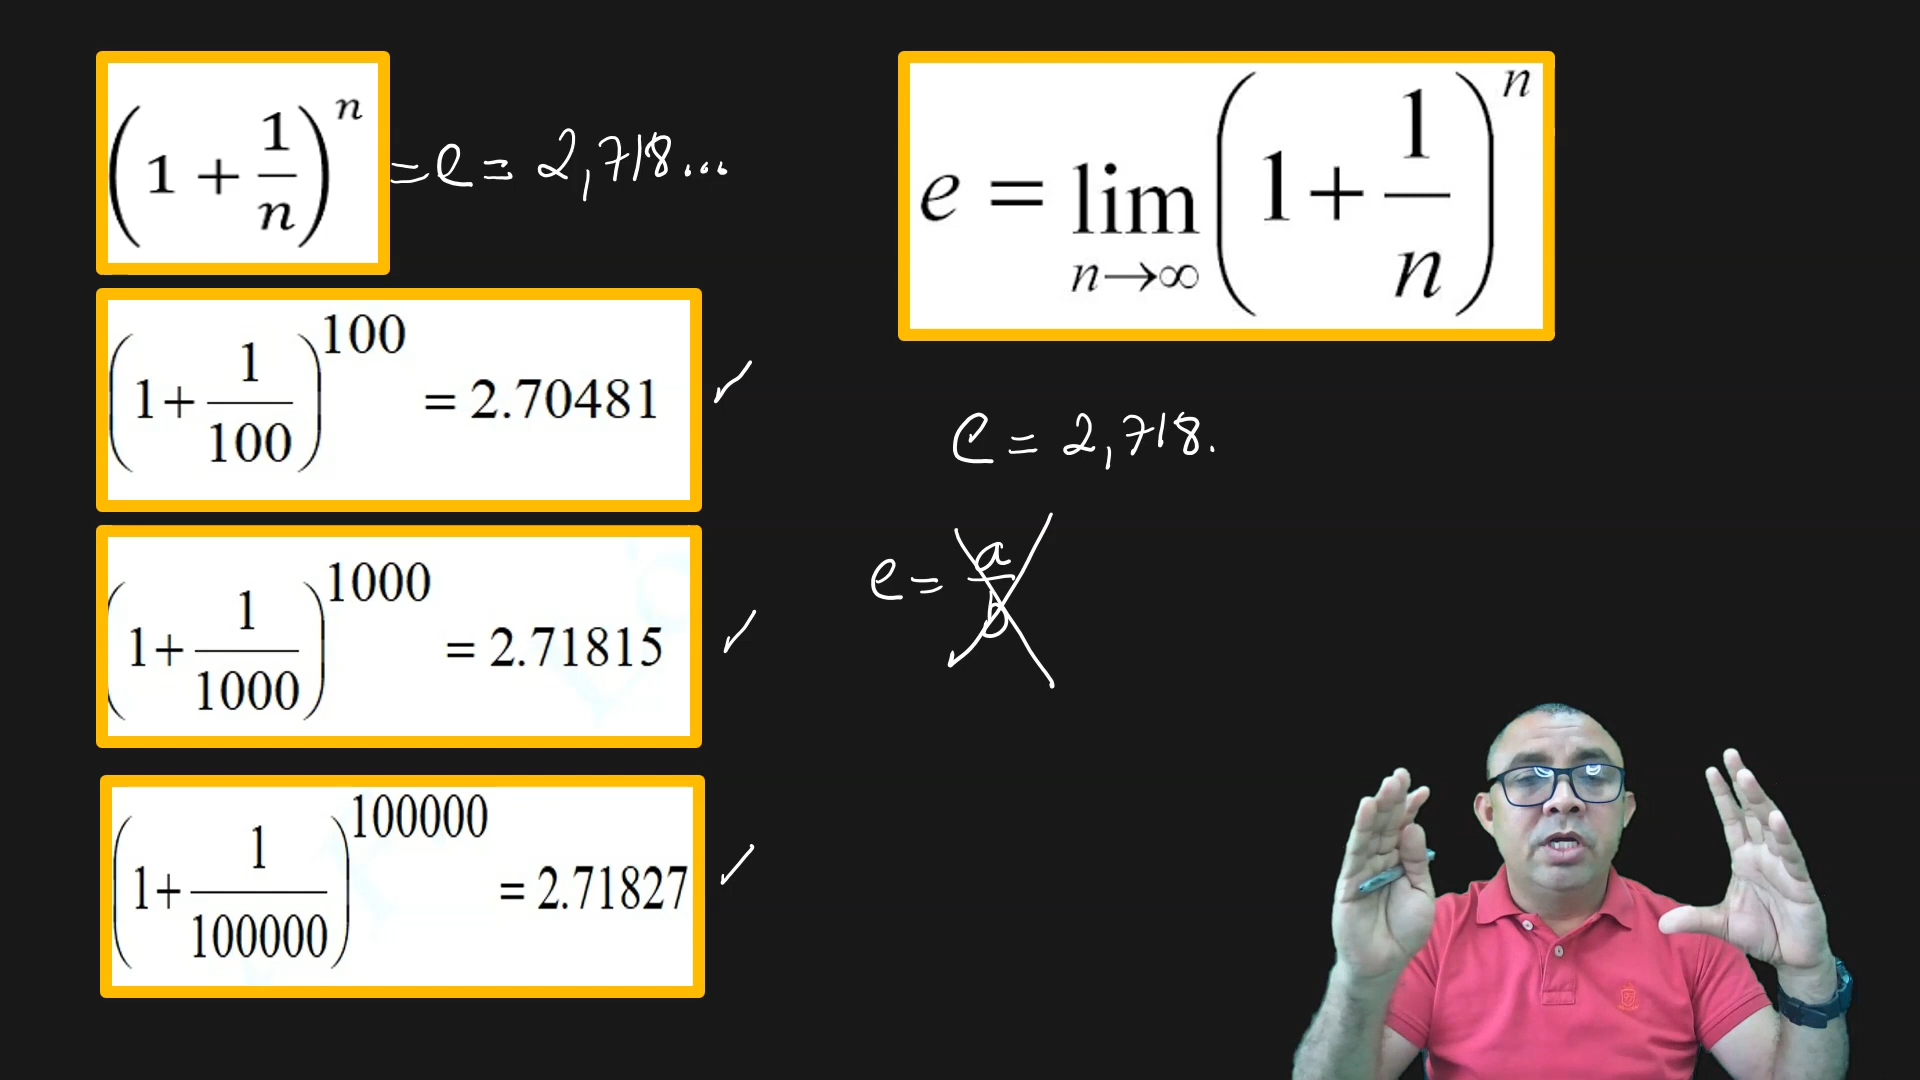 (1 + 1/n)^n = e = 2,718...
(1+ 1/100)^100 = 2.70481 ✓
(1+ 1/1000)^1000 = 2.71815 ✓
(1+ 1/100000)^100000 = 2.71827 ✓
e = lim n→∞ (1+ 1/n)^n
e = 2,718.
e = a/b